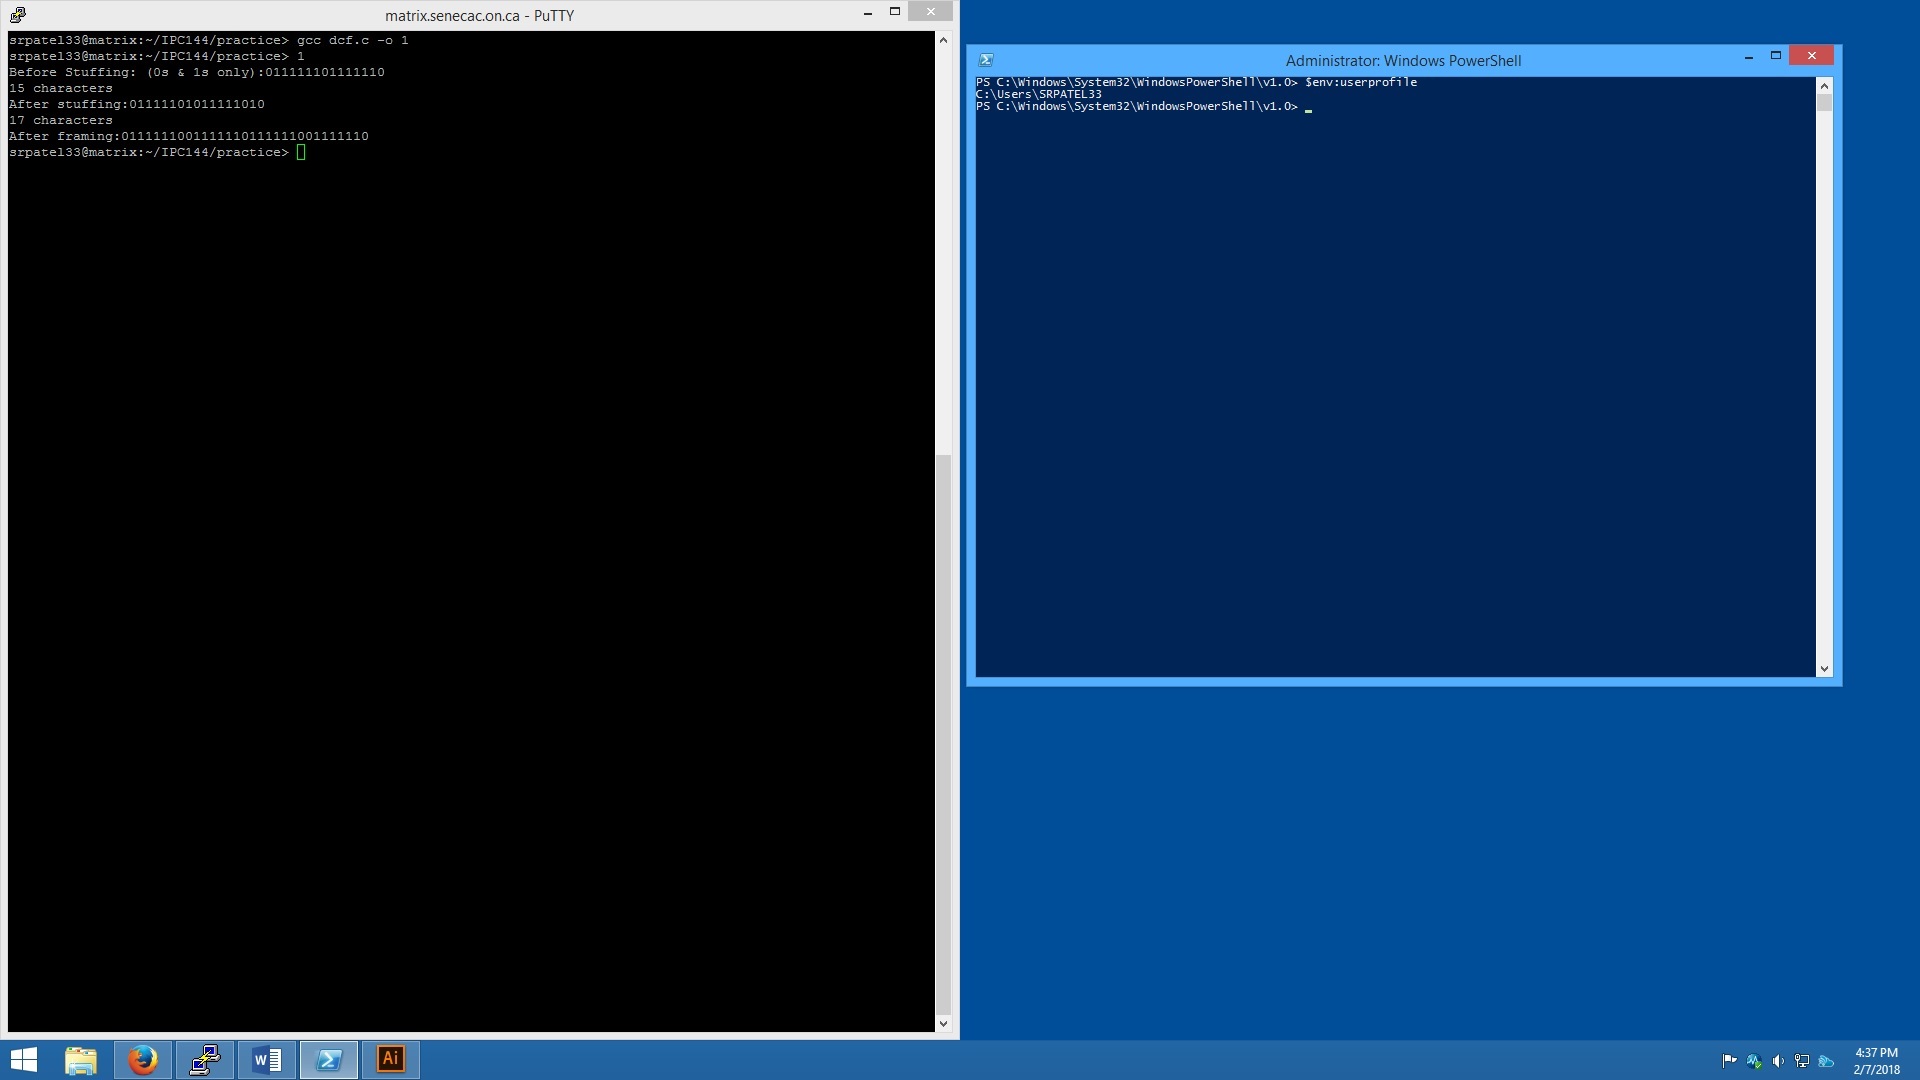 matrix.senecac.on.ca - PuTTY
srpatel33@matrix:~/IPC144/practice> gcc dcf.c -o 1
srpatel33@matrix:~/IPC144/practice> 1
Before Stuffing: (0s & 1s only):011111101111110
15 characters
After stuffing:01111101011111010
17 characters
After framing:0111111001111110111111001111110
srpatel33@matrix:~/IPC144/practice>
Administrator: Windows PowerShell
PS C:\Windows\System32\WindowsPowerShell\v1.0> $env:userprofile
C:\Users\SRPATEL33
PS C:\Windows\System32\WindowsPowerShell\v1.0>
Ai
4:37 PM
2/7/2018